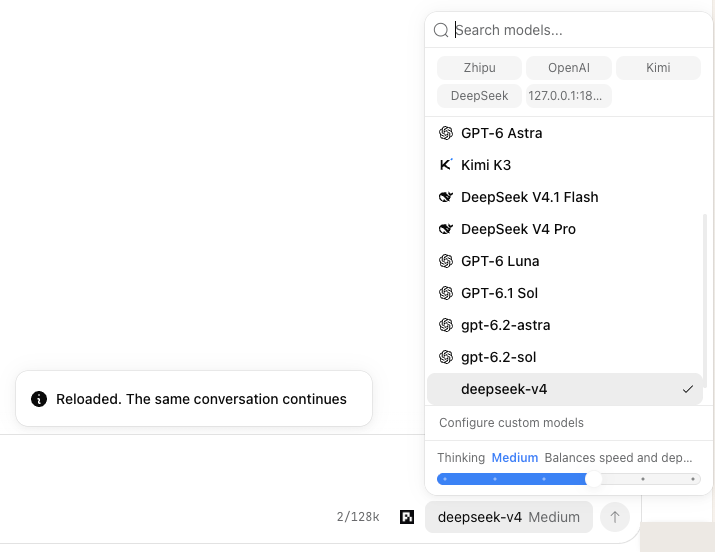 Search models...
Zhipu OpenAI Kimi
DeepSeek 127.0.0.1:18...
GPT-6 Astra
Kimi K3
DeepSeek V4.1 Flash
DeepSeek V4 Pro
GPT-6 Luna
GPT-6.1 Sol
gpt-6.2-astra
gpt-6.2-sol
deepseek-v4
Reloaded. The same conversation continues
Configure custom models
Thinking Medium Balances speed and dep...
2/128k deepseek-v4 Medium